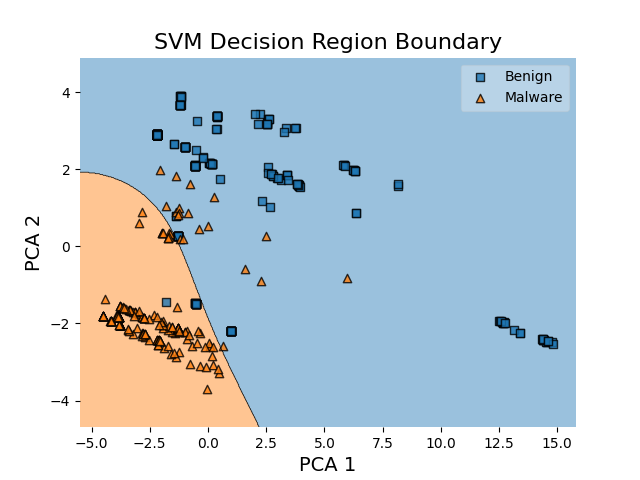 SVM Decision Region Boundary
Benign
Malware
4
2
0
−2
−4
PCA 2
−5.0 −2.5 0.0 2.5 5.0 7.5 10.0 12.5 15.0
PCA 1